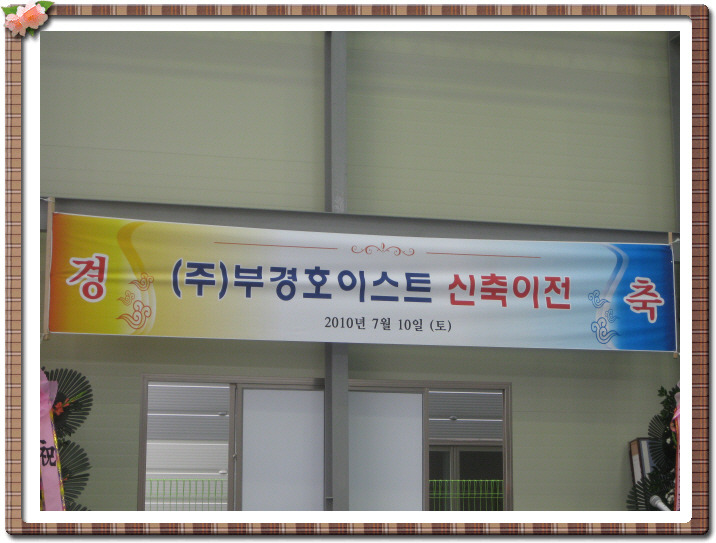 경 (주)부경호이스트 신축이전 축
2010년 7월 10일 (토)
祝